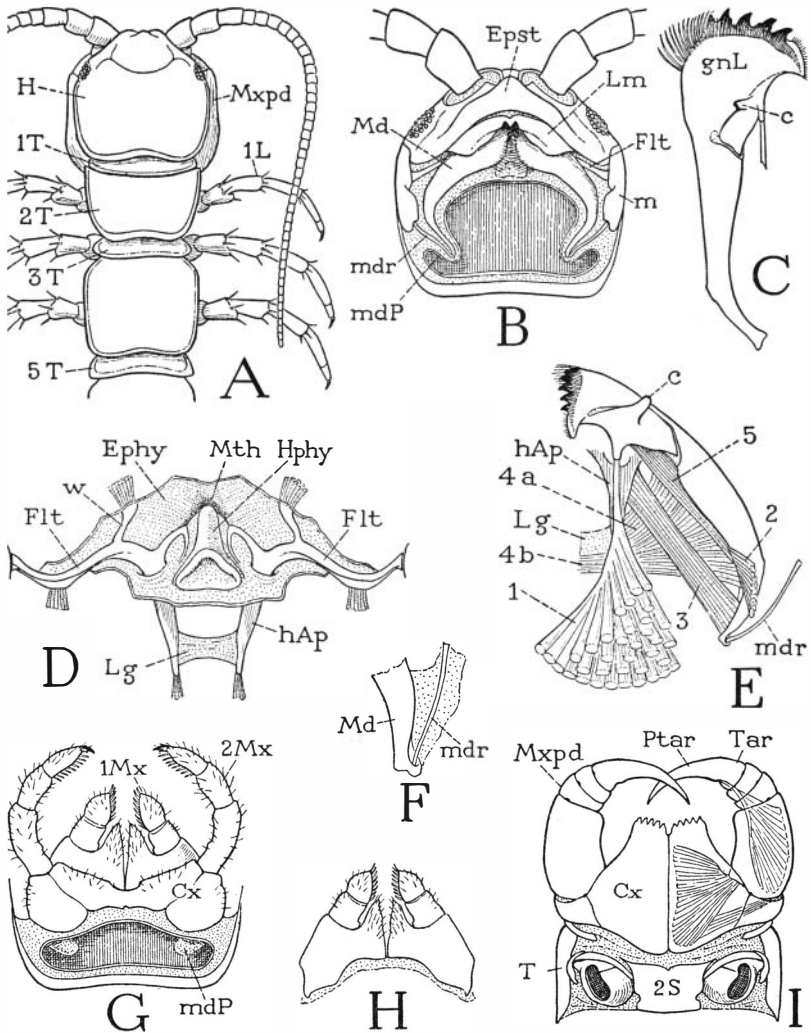 H
Mxpd
1T
1L
2T
3T
5T
A
Epst
Lm
Md
Flt
m
mdr
mdP
B
gnL
c
C
Ephy
Mth
Hphy
w
Flt
Flt
hAp
Lg
D
c
hAp
5
4a
Lg
2
4b
1
3
mdr
E
Md
mdr
F
2Mx
1Mx
Cx
mdP
G
H
Mxpd
Ptar
Tar
Cx
T
2S
I